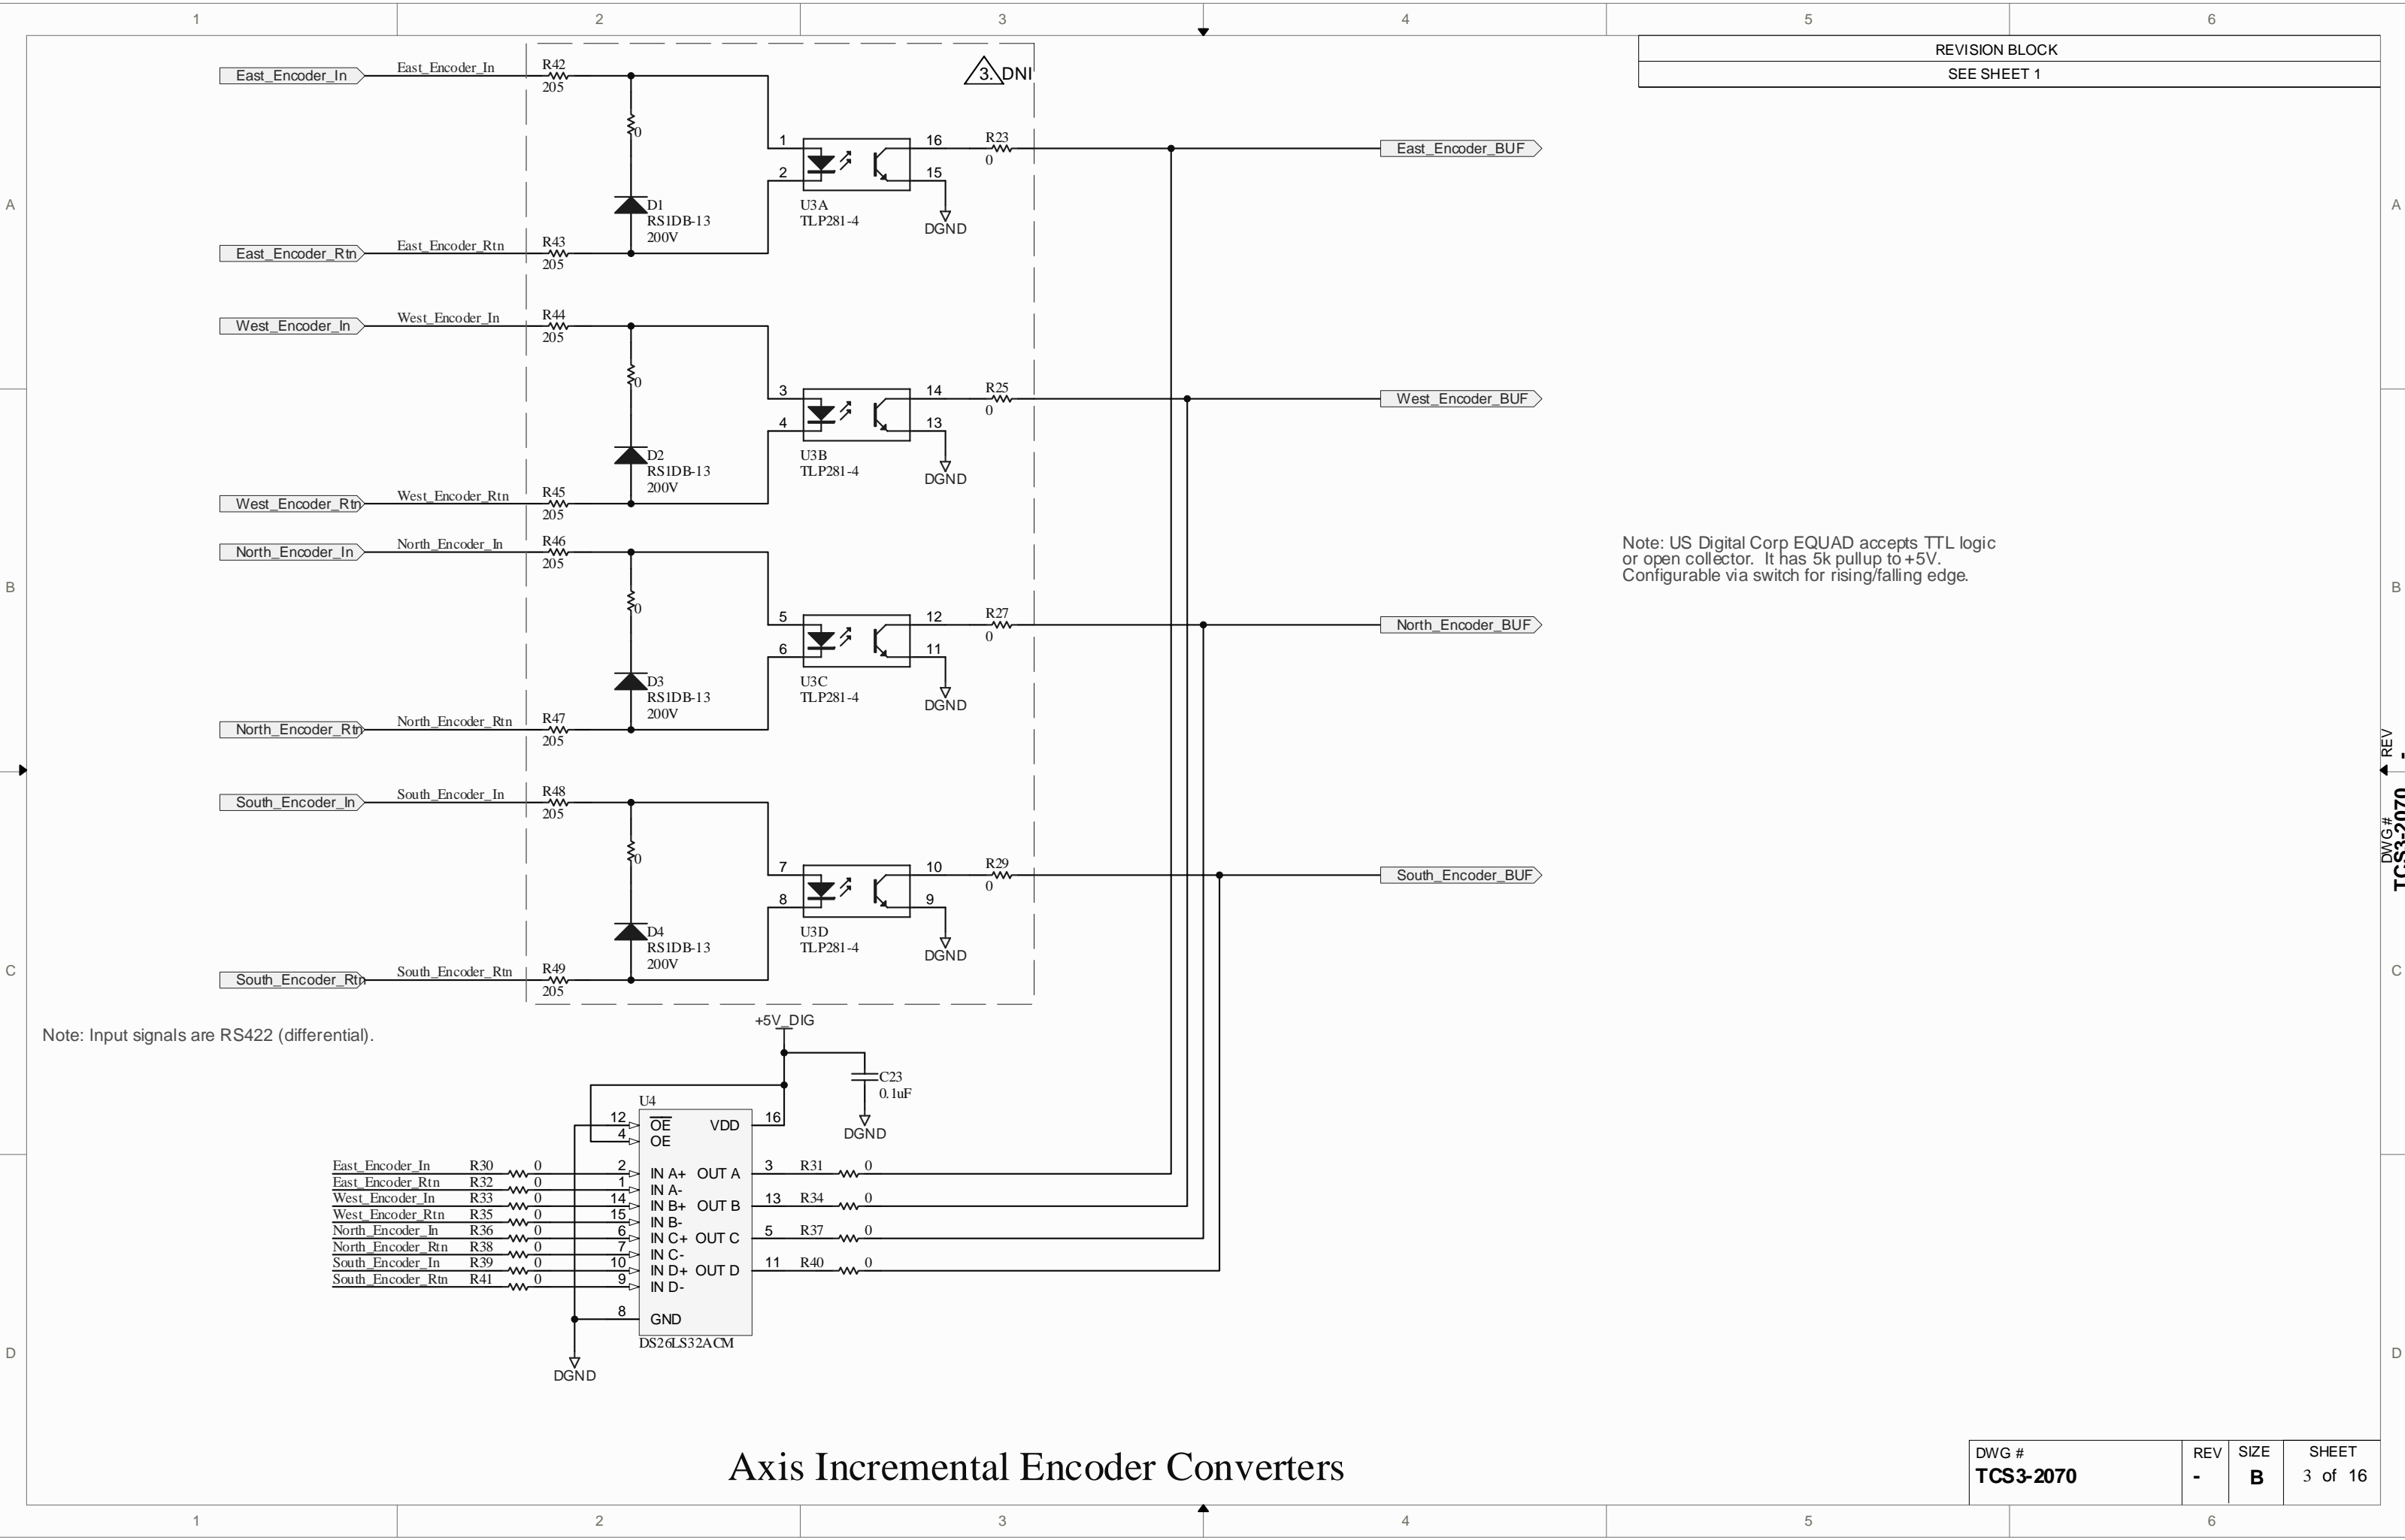 1 2 3 4 5 6
REVISION BLOCK
SEE SHEET 1
East_Encoder_In
East_Encoder_In
R42
205
3. DNI
0
D1
RS1DB-13
200V
1
2
16
15
U3A
TLP281-4
DGND
R23
0
East_Encoder_BUF
A
A
East_Encoder_Rtn
East_Encoder_Rtn
R43
205
West_Encoder_In
West_Encoder_In
R44
205
0
D2
RS1DB-13
200V
3
4
14
13
U3B
TLP281-4
DGND
R25
0
West_Encoder_BUF
West_Encoder_Rtn
West_Encoder_Rtn
R45
205
North_Encoder_In
North_Encoder_In
R46
205
Note: US Digital Corp EQUAD accepts TTL logic
or open collector. It has 5k pullup to +5V.
Configurable via switch for rising/falling edge.
B
B
0
D3
RS1DB-13
200V
5
6
12
11
U3C
TLP281-4
DGND
R27
0
North_Encoder_BUF
North_Encoder_Rtn
North_Encoder_Rtn
R47
205
REV
-
DWG #
TCS3-2070
South_Encoder_In
South_Encoder_In
R48
205
0
D4
RS1DB-13
200V
7
8
10
9
U3D
TLP281-4
DGND
R29
0
South_Encoder_BUF
C
C
South_Encoder_Rtn
South_Encoder_Rtn
R49
205
Note: Input signals are RS422 (differential).
+5V_DIG
C23
0.1uF
DGND
U4
12 OE VDD 16
4 OE
East_Encoder_In R30 0 2 IN A+ OUT A 3 R31 0
East_Encoder_Rtn R32 0 1 IN A-
West_Encoder_In R33 0 14 IN B+ OUT B 13 R34 0
West_Encoder_Rtn R35 0 15 IN B-
North_Encoder_In R36 0 6 IN C+ OUT C 5 R37 0
North_Encoder_Rtn R38 0 7 IN C-
South_Encoder_In R39 0 10 IN D+ OUT D 11 R40 0
South_Encoder_Rtn R41 0 9 IN D-
8 GND
DS26LS32ACM
DGND
D
D
Axis Incremental Encoder Converters
DWG # REV SIZE SHEET
TCS3-2070 - B 3 of 16
1 2 3 4 5 6